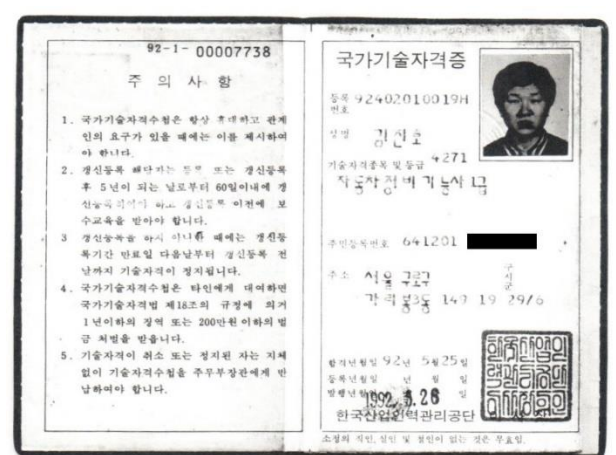 92-1- 00007738
주 의 사 항
1. 국가기술자격수첩은 항상 휴대하고 관계
인의 요구가 있을 때에는 이를 제시하여
야 합니다.
2. 갱신등록 해당자는 등록 또는 갱신등록
후 5년이 되는 날로부터 60일이내에 갱
신등록하여야 하고 갱신등록 이전에 보
수교육을 받아야 합니다.
3 갱신등록을 하지 아니한 때에는 갱신등
록기간 만료일 다음날부터 갱신등록 전
날까지 기술자격이 정지됩니다.
4. 국가기술자격수첩은 타인에게 대여하면
국가기술자격법 제18조의 규정에 의거
1년이하의 징역 또는 200만원이하의 벌
금 처벌을 받습니다.
5. 기술자격이 취소 또는 정지된 자는 지체
없이 기술자격수첩을 주무부장관에게 반
납하여야 합니다.
국가기술자격증
등록번호 92402010019H
성명 김진호
기술자격종목 및 등급 4271
자동차정비기능사 1급
주민등록번호 641201
주소 서울 구로구
구시군
149 19 29/6
합격년월일 92년 5월 25일
등록년월일 년 월 일
발행년월일 1992. 5. 26
한국산업인력관리공단
소정의 직인, 실인 및 철인이 없는 것은 무효임.